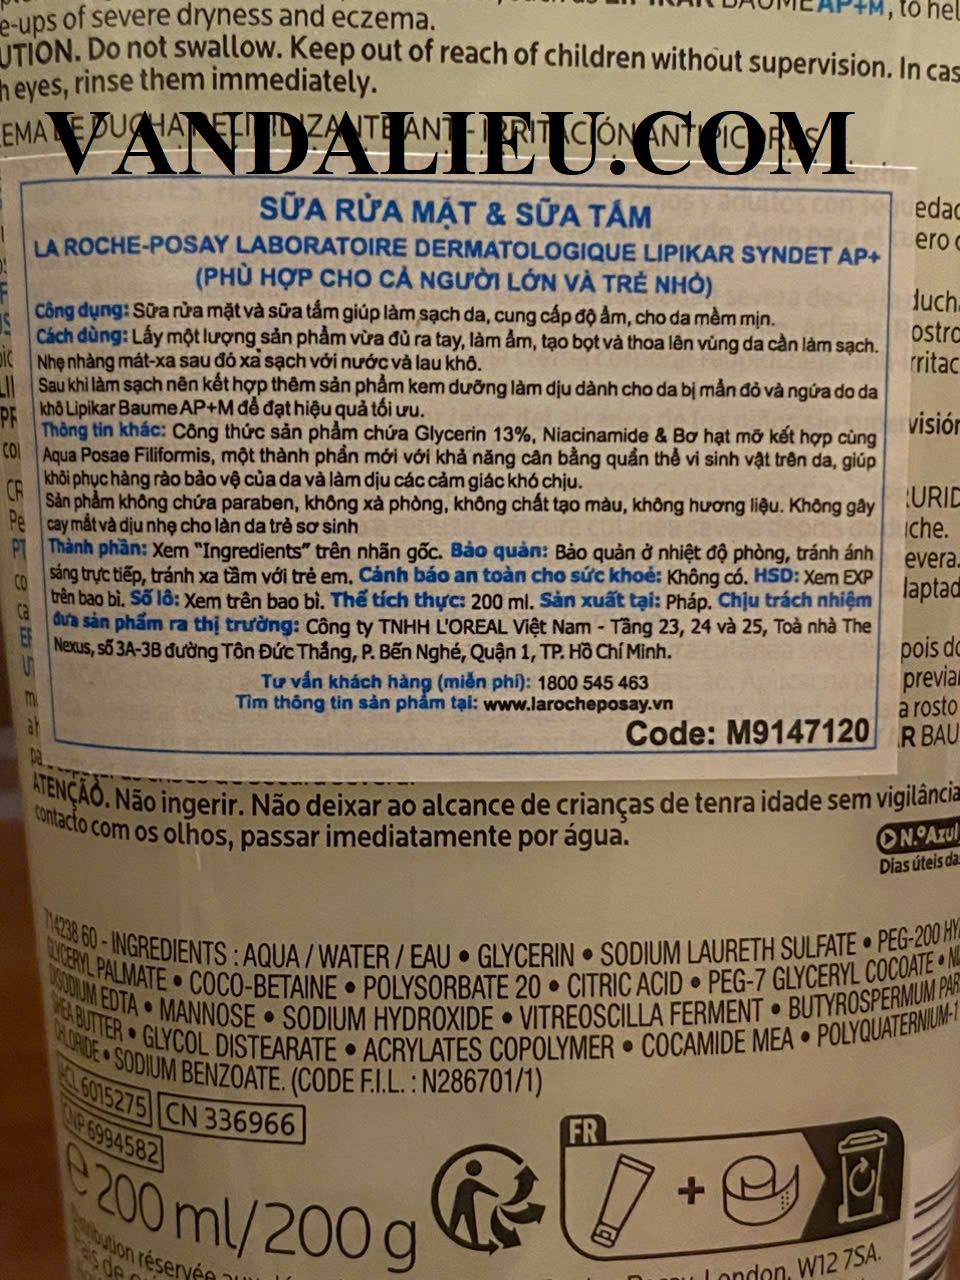 e-ups of severe dryness and eczema. AP+M, to
UTION. Do not swallow. Keep out of reach of children without supervision. In cas
h eyes, rinse them immediately.
VANDALIEU.COM
SỮA RỬA MẶT & SỮA TẮM
LA ROCHE-POSAY LABORATOIRE DERMATOLOGIQUE LIPIKAR SYNDET AP+
(PHÙ HỢP CHO CẢ NGƯỜI LỚN VÀ TRẺ NHỎ)
Công dụng: Sữa rửa mặt và sữa tắm giúp làm sạch da, cung cấp độ ẩm, cho da mềm mịn.
Cách dùng: Lấy một lượng sản phẩm vừa đủ ra tay, làm ẩm, tạo bọt và thoa lên vùng da cần làm sạch.
Nhẹ nhàng mát-xa sau đó xả sạch với nước và lau khô.
Sau khi làm sạch nên kết hợp thêm sản phẩm kem dưỡng làm dịu dành cho da bị mẩn đỏ và ngứa do da
khô Lipikar Baume AP+M để đạt hiệu quả tối ưu.
Thông tin khác: Công thức sản phẩm chứa Glycerin 13%, Niacinamide & Bơ hạt mỡ kết hợp cùng
Aqua Posae Filiformis, một thành phần mới với khả năng cân bằng quần thể vi sinh vật trên da, giúp
khôi phục hàng rào bảo vệ của da và làm dịu các cảm giác khó chịu.
Sản phẩm không chứa paraben, không xà phòng, không chất tạo màu, không hương liệu. Không gây
cay mắt và dịu nhẹ cho làn da trẻ sơ sinh
Thành phần: Xem "Ingredients" trên nhãn gốc. Bảo quản: Bảo quản ở nhiệt độ phòng, tránh ánh
sáng trực tiếp, tránh xa tầm với trẻ em. Cảnh báo an toàn cho sức khoẻ: Không có. HSD: Xem EXP
trên bao bì. Số lô: Xem trên bao bì. Thể tích thực: 200 ml. Sản xuất tại: Pháp. Chịu trách nhiệm
đưa sản phẩm ra thị trường: Công ty TNHH L'OREAL Việt Nam - Tầng 23, 24 và 25, Toà nhà The
Nexus, số 3A-3B đường Tôn Đức Thắng, P. Bến Nghé, Quận 1, TP. Hồ Chí Minh.
Tư vấn khách hàng (miễn phí): 1800 545 463
Tìm thông tin sản phẩm tại: www.larocheposay.vn
Code: M9147120
ATENÇÃO. Não ingerir. Não deixar ao alcance de crianças de tenra idade sem vigilância
contacto com os olhos, passar imediatamente por água.
N.º Azul
Dias úteis da
714238 60 - INGREDIENTS : AQUA / WATER / EAU • GLYCERIN • SODIUM LAURETH SULFATE • PEG-200 HY
GLYCERYL PALMATE • COCO-BETAINE • POLYSORBATE 20 • CITRIC ACID • PEG-7 GLYCERYL COCOATE •
DISODIUM EDTA • MANNOSE • SODIUM HYDROXIDE • VITREOSCILLA FERMENT • BUTYROSPERMUM PAR
SHEA BUTTER • GLYCOL DISTEARATE • ACRYLATES COPOLYMER • COCAMIDE MEA • POLYQUATERNIUM-1
CHLORIDE • SODIUM BENZOATE. (CODE F.I.L. : N286701/1)
ACL 6015275 CN 336966
CNP 6994582
FR
e 200 ml/200 g
London, W12 7SA.